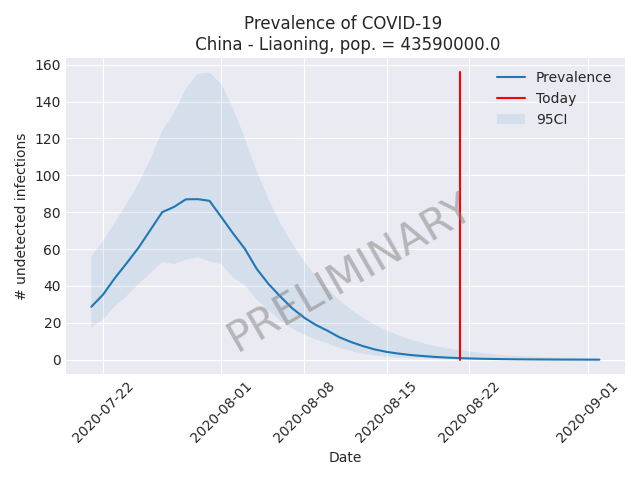 Prevalence of COVID-19
China - Liaoning, pop. = 43590000.0
160
140
120
100
80
60
40
20
0
# undetected infections
Prevalence
Today
95CI
PRELIMINARY
2020-07-22
2020-08-01
2020-08-08
2020-08-15
2020-08-22
2020-09-01
Date